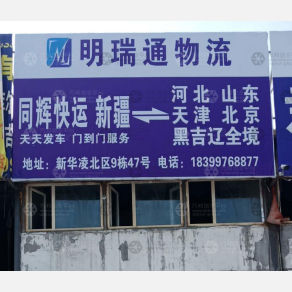 明瑞通物流
同辉快运 新疆
天天发车 门到门服务
河北 山东
天津 北京
黑吉辽全境
地址：新华凌北区9栋47号 电话：18399768877